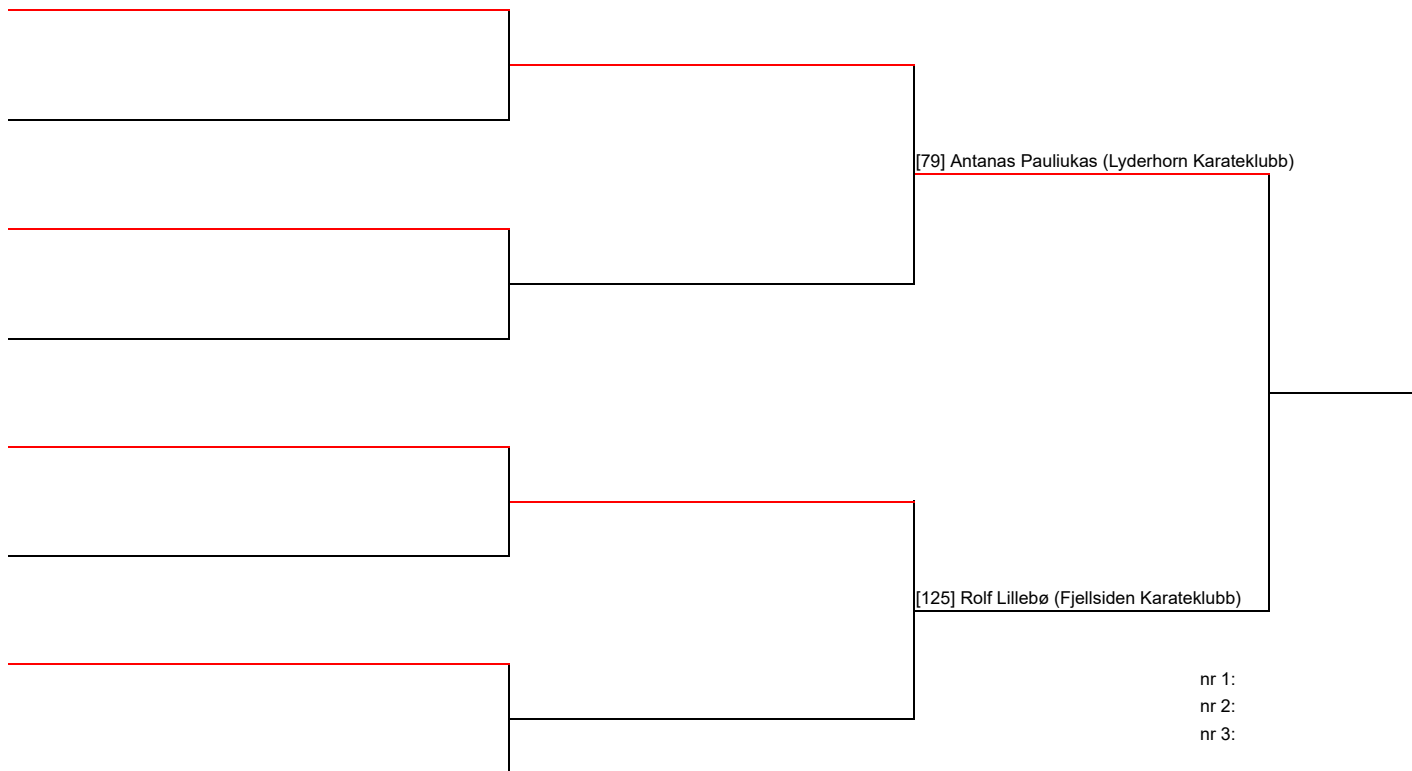 [79] Antanas Pauliukas (Lyderhorn Karateklubb)
[125] Rolf Lillebø (Fjellsiden Karateklubb)
nr 1:
nr 2:
nr 3: